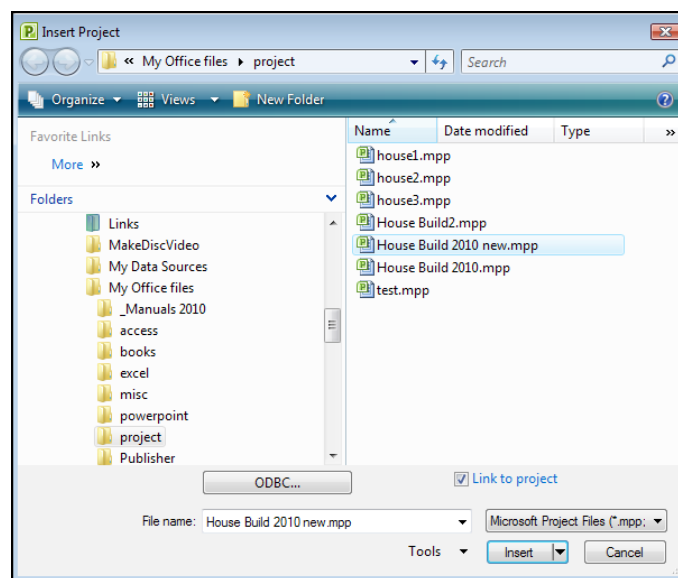 Insert Project
« My Office files ▸ project
Search
Organize Views New Folder
Favorite Links
More »
Folders
Links
MakeDiscVideo
My Data Sources
My Office files
_Manuals 2010
access
books
excel
misc
powerpoint
project
Publisher
Name Date modified Type »
house1.mpp
house2.mpp
house3.mpp
House Build2.mpp
House Build 2010 new.mpp
House Build 2010.mpp
test.mpp
ODBC...
Link to project
File name: House Build 2010 new.mpp
Microsoft Project Files (*.mpp;
Tools Insert Cancel